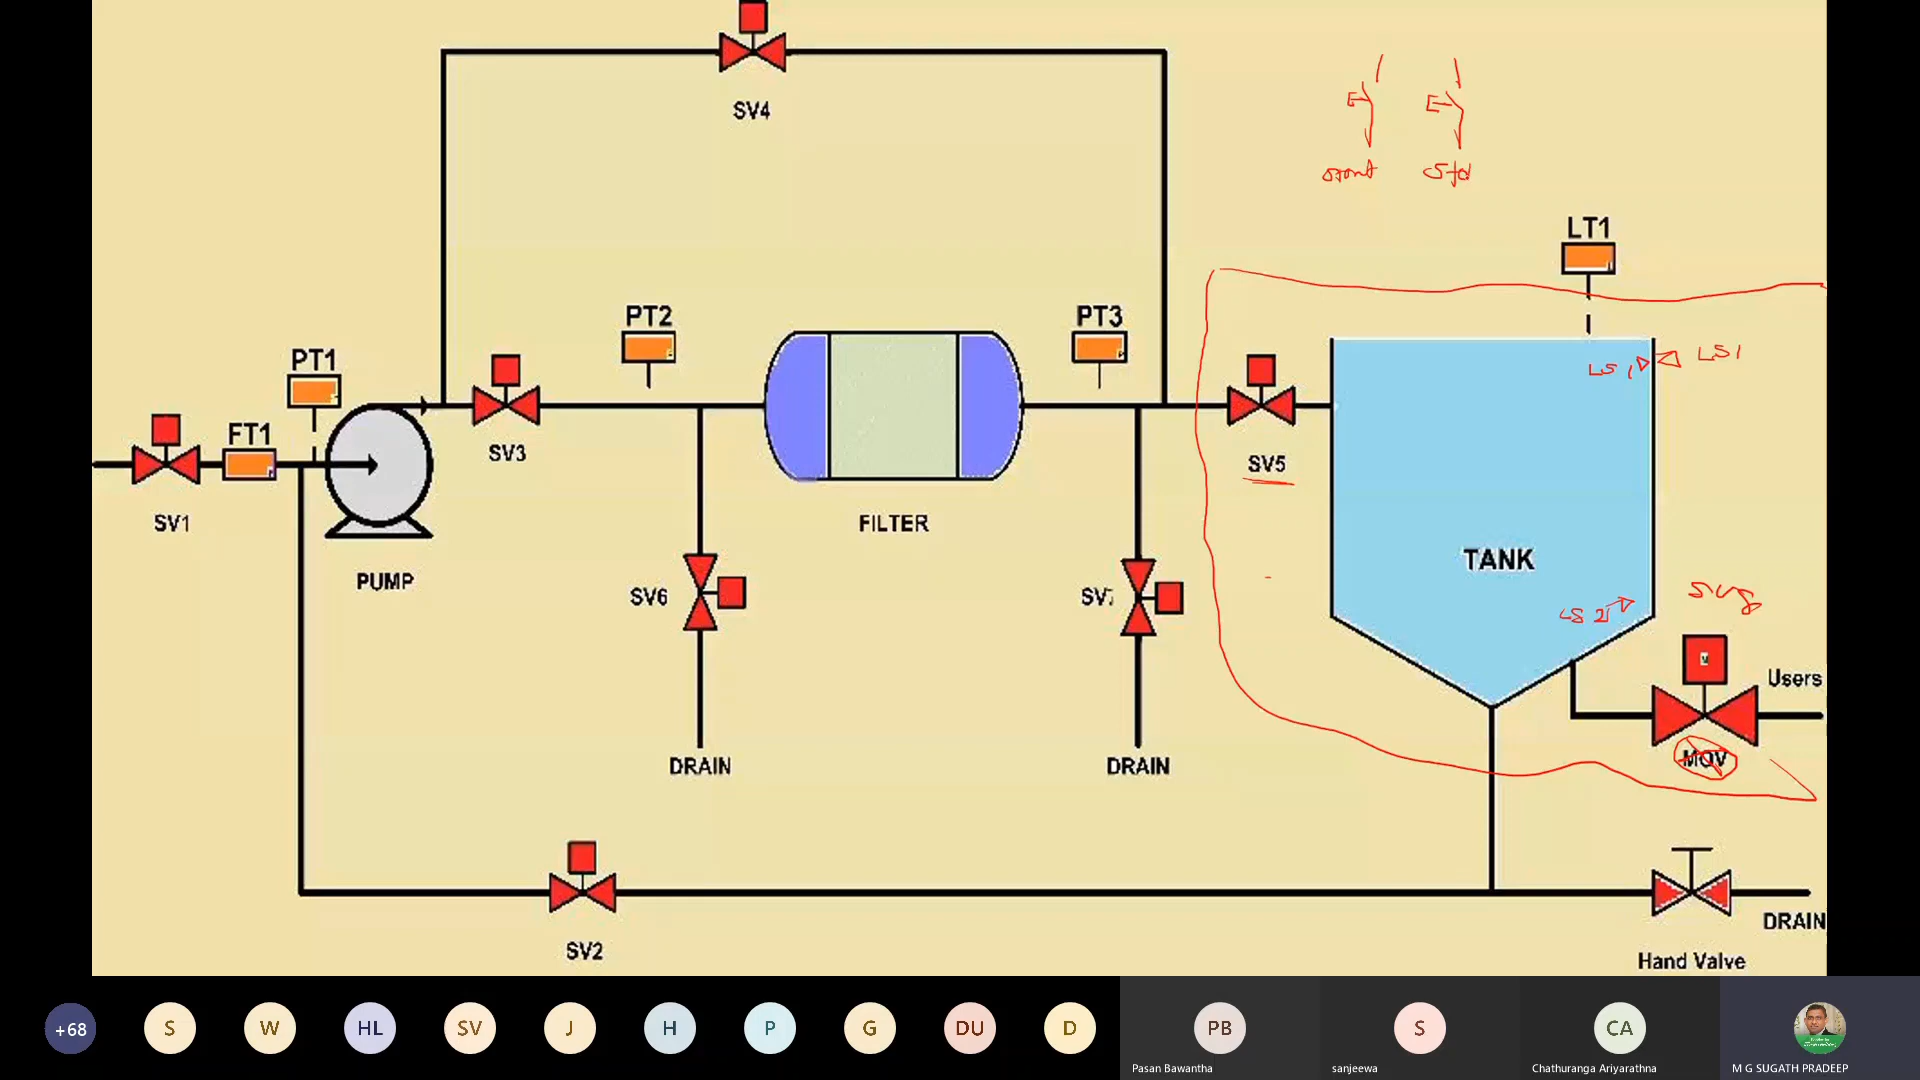 SV4
Start
Stop
LT1
PT2
PT3
PT1
LS1
LS1
FT1
SV3
SV5
SV1
FILTER
TANK
PUMP
SV6
SV7
SV8
LS2
Users
MOV
DRAIN
DRAIN
SV2
DRAIN
Hand Valve
+68
S
W
HL
SV
J
H
P
G
DU
D
PB
S
CA
Pasan Bawantha
sanjeewa
Chathuranga Ariyarathna
M G SUGATH PRADEEP